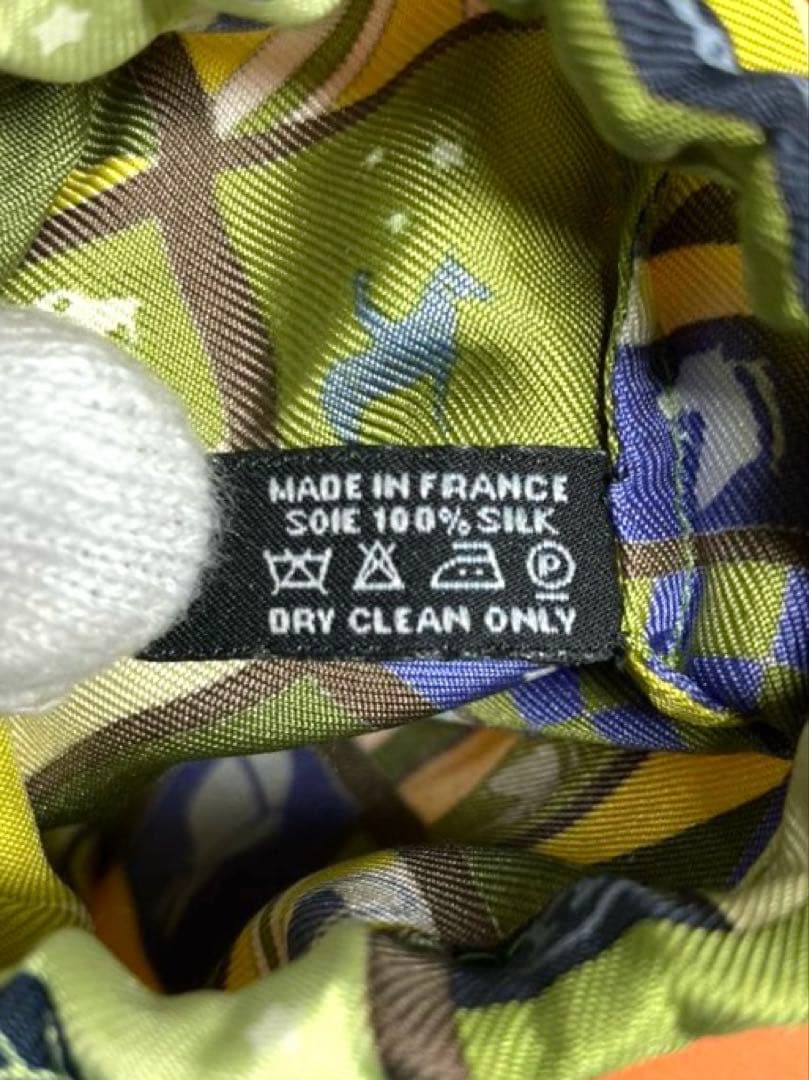 MADE IN FRANCE
SOIE 100% SILK
P
DRY CLEAN ONLY